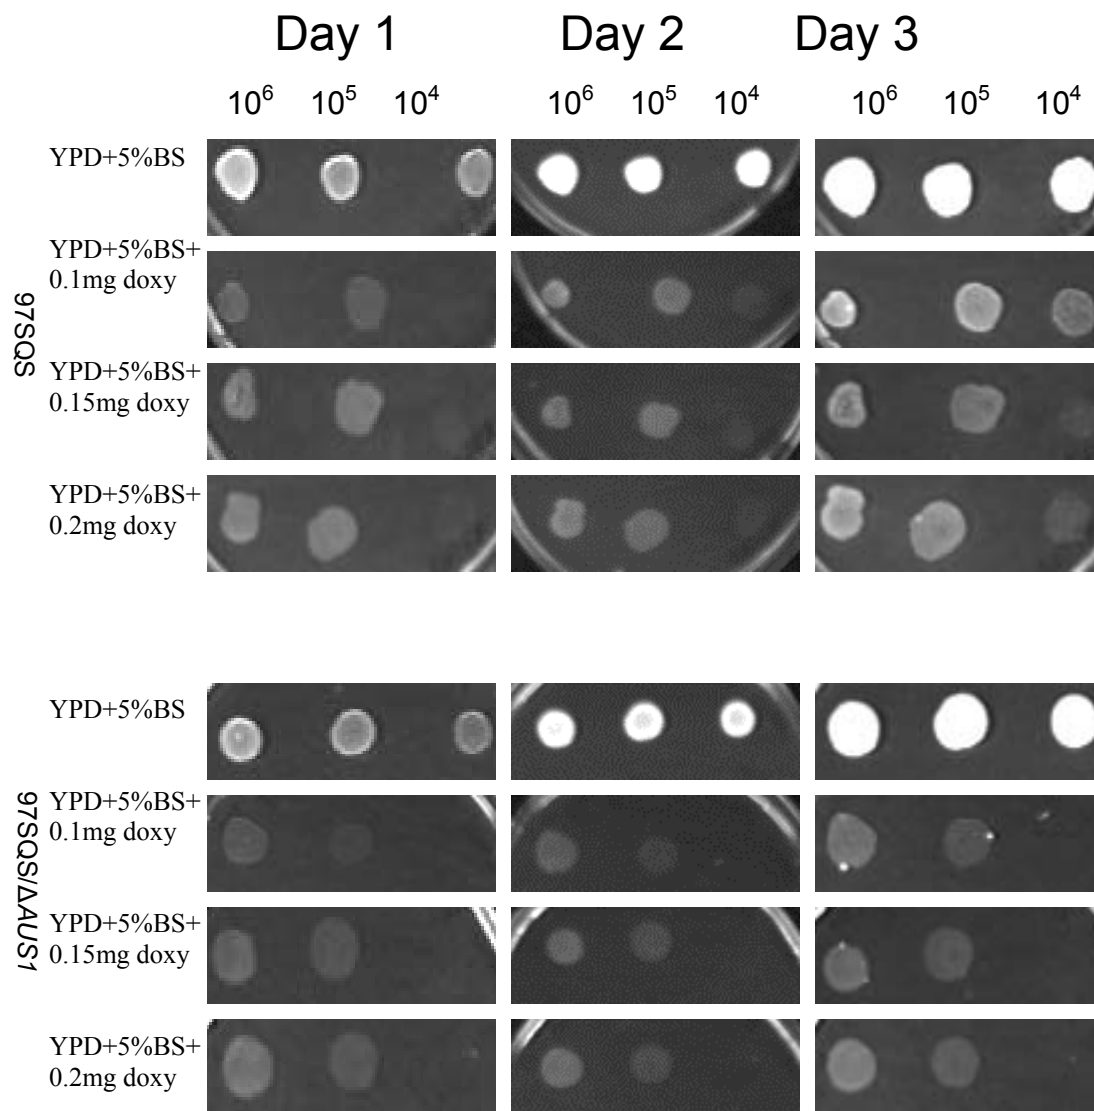 Day 1 Day 2 Day 3
10⁶ 10⁵ 10⁴ 10⁶ 10⁵ 10⁴ 10⁶ 10⁵ 10⁴
97SQS
YPD+5%BS
YPD+5%BS+
0.1mg doxy
YPD+5%BS+
0.15mg doxy
YPD+5%BS+
0.2mg doxy
97SQS/ΔAUS1
YPD+5%BS
YPD+5%BS+
0.1mg doxy
YPD+5%BS+
0.15mg doxy
YPD+5%BS+
0.2mg doxy